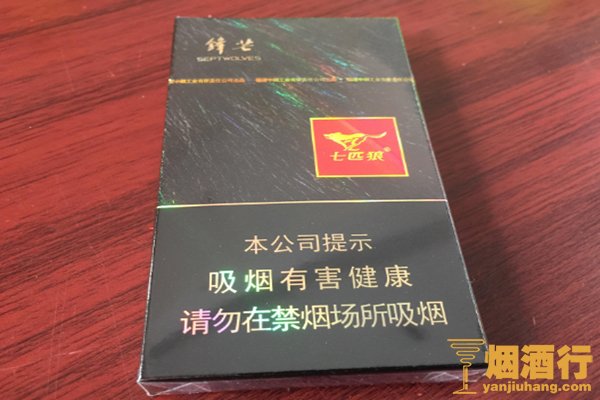 锋芒
SEPTWOLVES
七匹狼
本公司提示
吸烟有害健康
请勿在禁烟场所吸烟
烟酒行
yanjiuhang.com